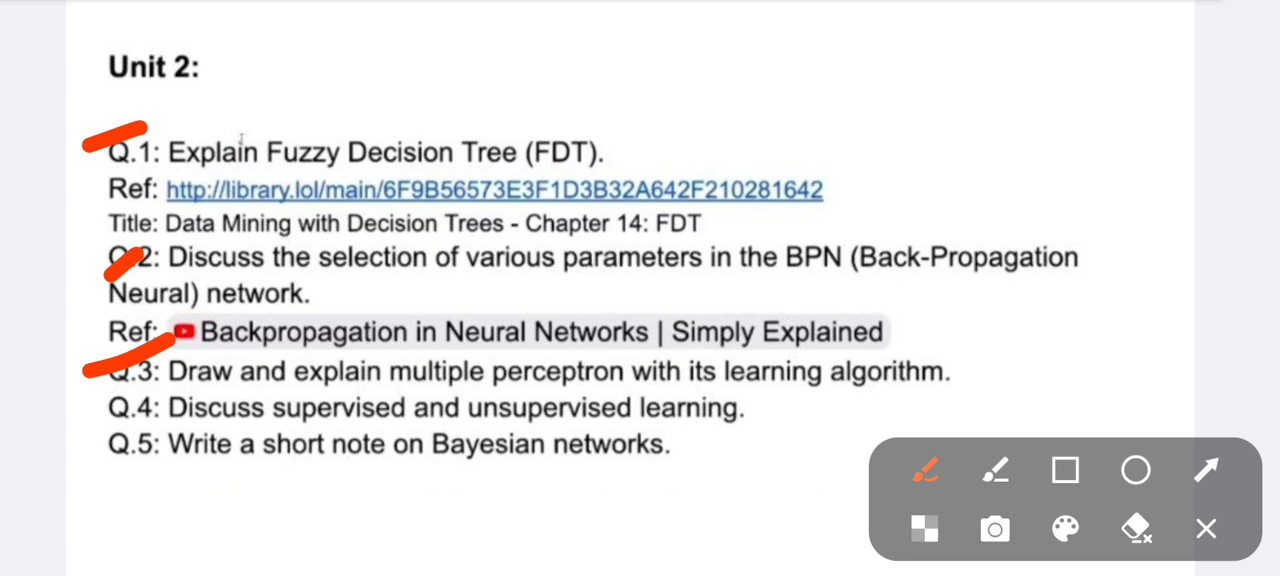 Unit 2:
Q.1: Explain Fuzzy Decision Tree (FDT).
Ref: http://library.lol/main/6F9B56573E3F1D3B32A642F210281642
Title: Data Mining with Decision Trees - Chapter 14: FDT
Q.2: Discuss the selection of various parameters in the BPN (Back-Propagation
Neural) network.
Ref: Backpropagation in Neural Networks | Simply Explained
Q.3: Draw and explain multiple perceptron with its learning algorithm.
Q.4: Discuss supervised and unsupervised learning.
Q.5: Write a short note on Bayesian networks.